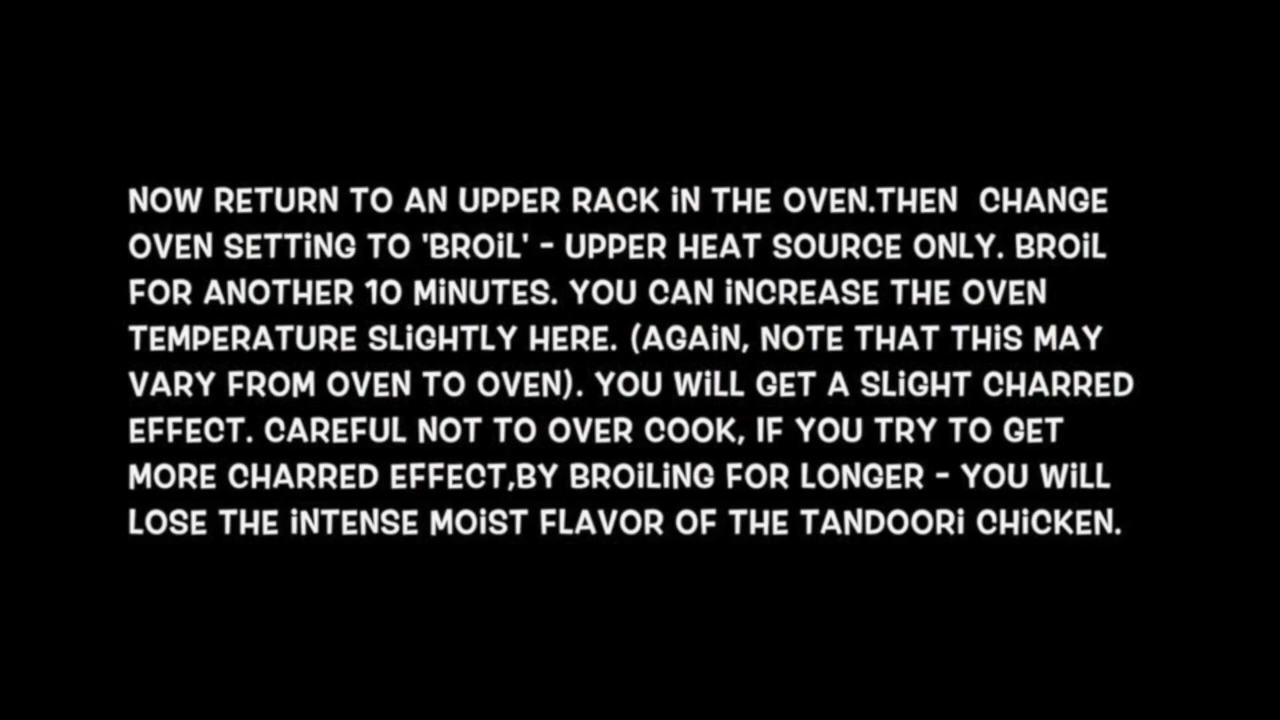 NOW RETURN TO AN UPPER RACK iN THE OVEN.THEN  CHANGE
OVEN SETTiNG TO 'BROiL' - UPPER HEAT SOURCE ONLY. BROiL
FOR ANOTHER 10 MiNUTES. YOU CAN iNCREASE THE OVEN
TEMPERATURE SLiGHTLY HERE. (AGAiN, NOTE THAT THiS MAY
VARY FROM OVEN TO OVEN). YOU WiLL GET A SLiGHT CHARRED
EFFECT. CAREFUL NOT TO OVER COOK, IF YOU TRY TO GET
MORE CHARRED EFFECT,BY BROiLiNG FOR LONGER - YOU WiLL
LOSE THE iNTENSE MOiST FLAVOR OF THE TANDOORi CHiCKEN.